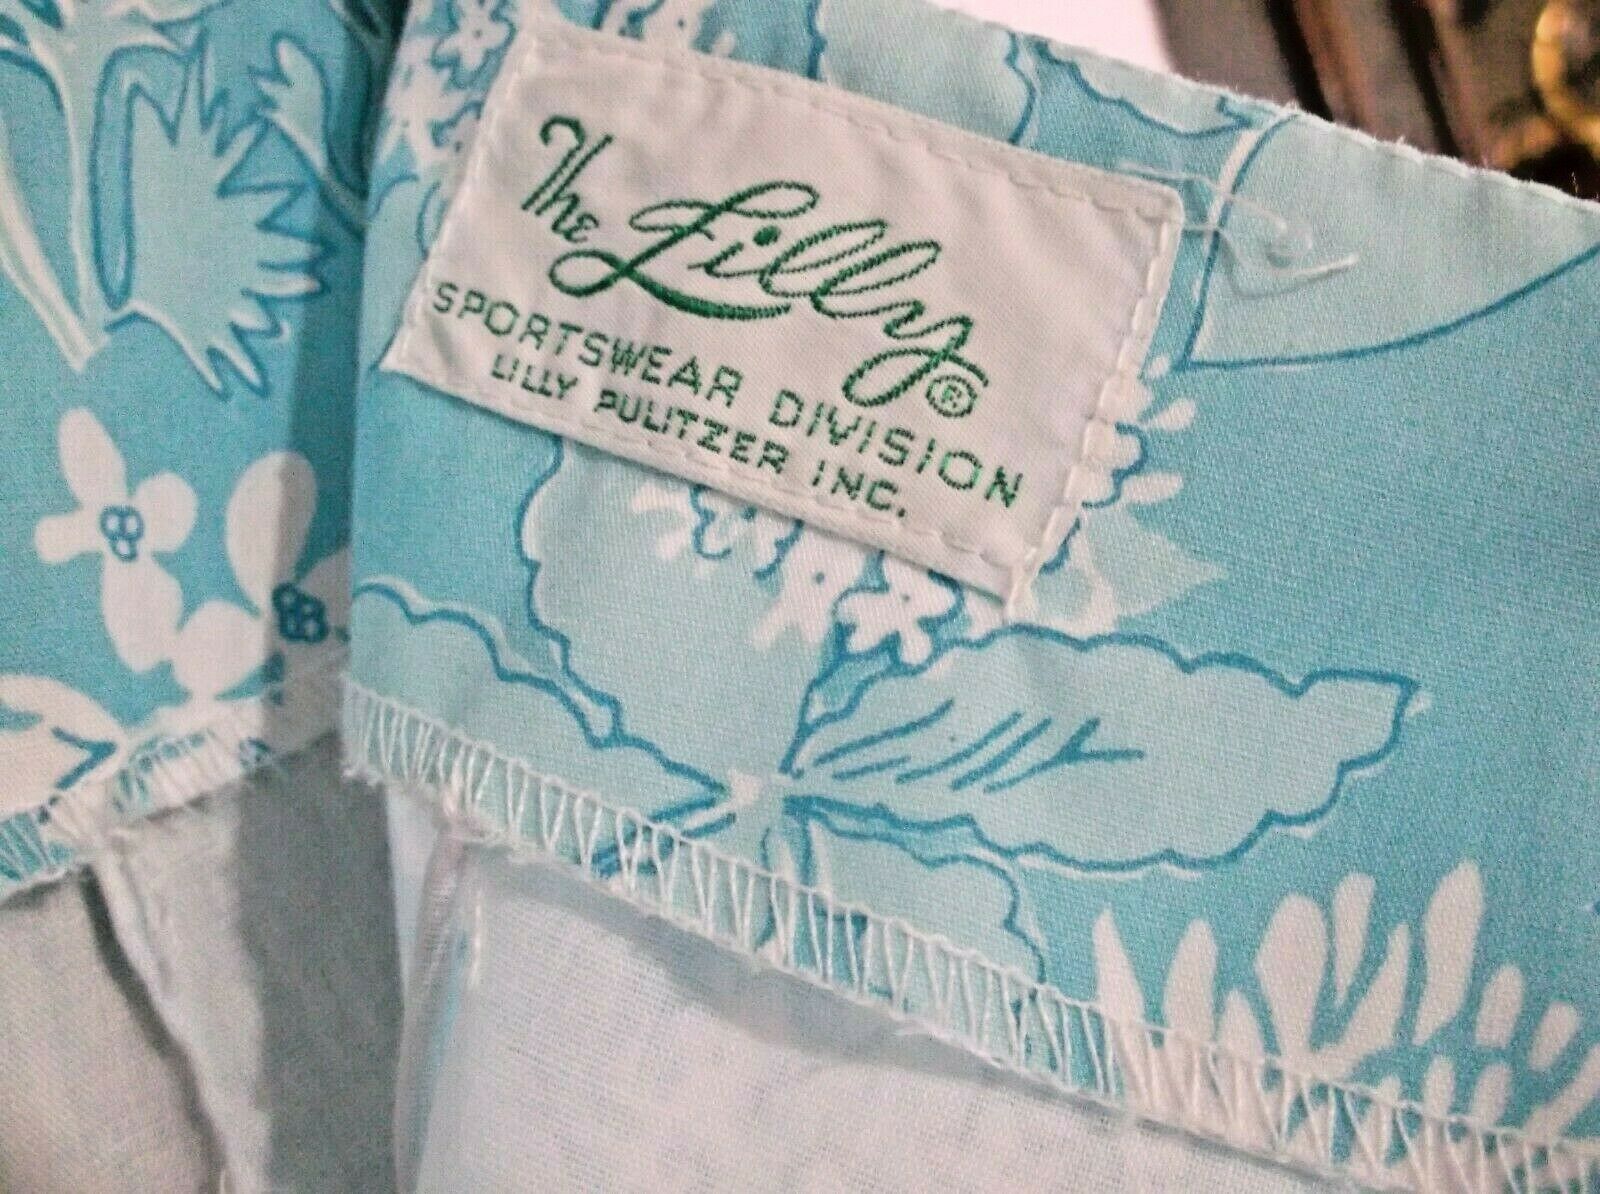 The Lilly®
SPORTSWEAR DIVISION
LILLY PULITZER INC.